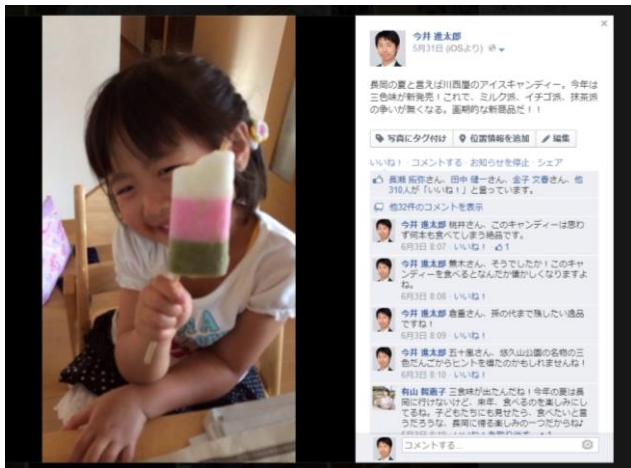 今井 進太郎
5月31日 (iOSより)
長岡の夏と言えば川西屋のアイスキャンディー。今年は
三色味が新発売！これで、ミルク派、イチゴ派、抹茶派
の争いが無くなる。画期的な新商品だ！！
写真にタグ付け 位置情報を追加 編集
いいね！ · コメントする · お知らせを停止 · シェア
長瀬 拓弥さん、田中 健一さん、金子 文春さん、他
310人が「いいね！」と言っています。
他32件のコメントを表示
今井 進太郎 桃井さん、このキャンディーは思わ
ず何本も食べてしまう絶品です。
6月3日 8:07 · いいね！ · 1
今井 進太郎 熊木さん、そうでしたか！このキャ
ンディーを食べるとなんだか懐かしくなりますよ
ね。
6月3日 8:08 · いいね！
今井 進太郎 倉重さん、孫の代まで残したい逸品
ですね！
6月3日 8:09 · いいね！
今井 進太郎 五十嵐さん、悠久山公園の名物の三
色だんごからヒントを得たのかもしれませんね！
6月3日 8:10 · いいね！
三食味が出たんだね！今年の夏は長
岡に行けないけど、来年、食べるのを楽しみにし
てるね。子どもたちにも見せたら、食べたいと言
うだろうな、長岡に帰る楽しみの一つだからね♪
コメントする...